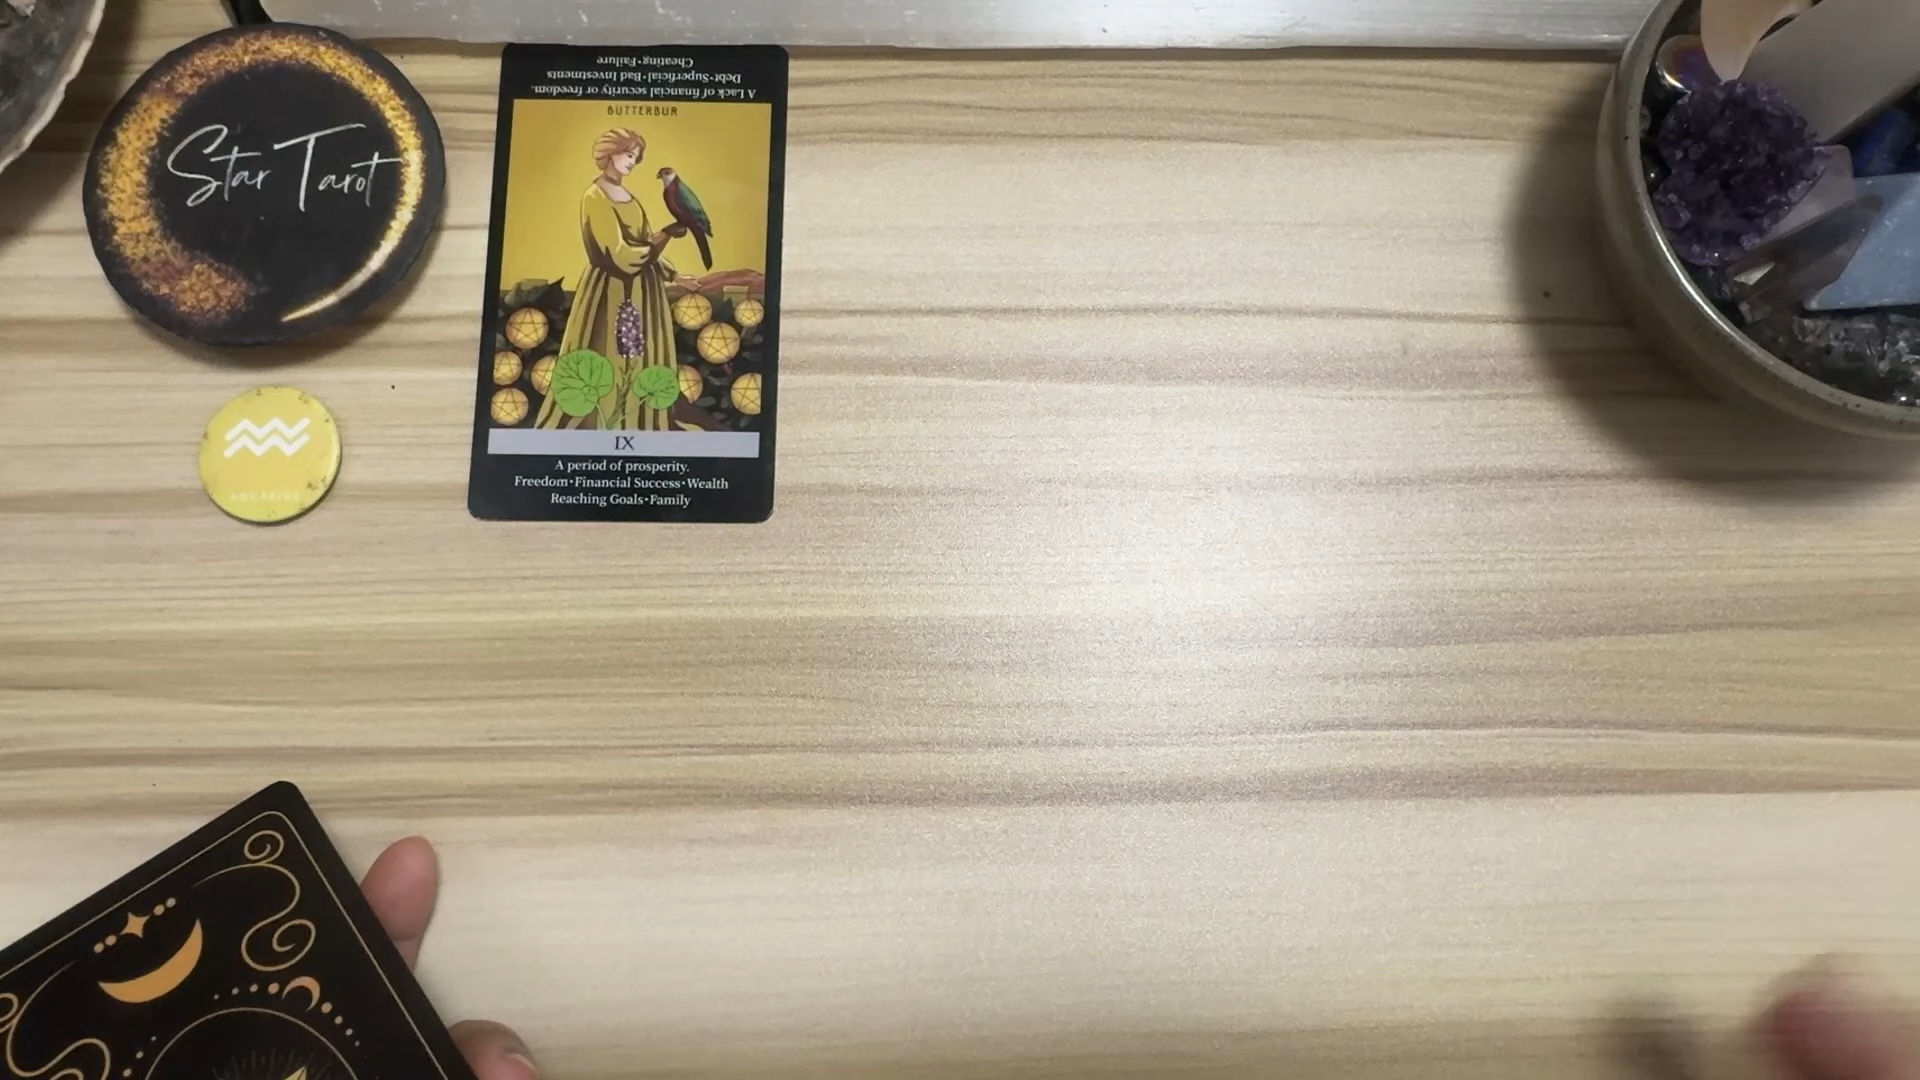 Star Tarot
AQUARIUS
Cheating•Failure
Debt•Superficial•Bad Investments
A Lack of financial security or freedom.
BUTTERBUR
IX
A period of prosperity.
Freedom•Financial Success•Wealth
Reaching Goals•Family